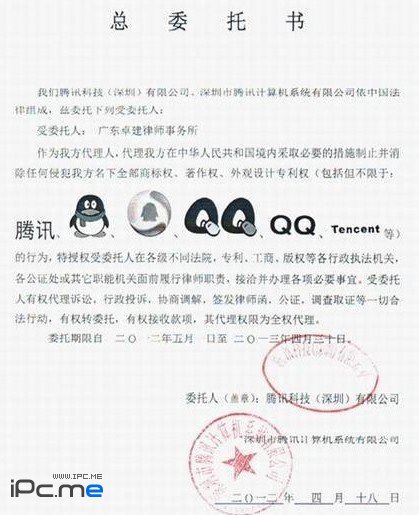 总委托书
我们腾讯科技（深圳）有限公司、深圳市腾讯计算机系统有限公司依中国法
律组成，兹委托下列受委托人：
受委托人：广东卓建律师事务所
作为我方代理人，代理我方在中华人民共和国境内采取必要的措施制止并消
除任何侵犯我方名下全部商标权、著作权、外观设计专利权（包括但不限于：
腾讯、、、、QQ、Tencent 等）
的行为，特授权受委托人在各级不同法院，专利、工商、版权等各行政执法机关，
各公证处或其它职能机关面前履行律师职责，接洽并办理各项必要事宜。受委托
人有权代理诉讼，行政投诉，协商调解，签发律师函、公证、调查取证等一切合
法行动，有权转委托，有权接收款项，其代理权限为全权代理。
委托期限自 二〇一二年五月 日至二〇一三年四月三十日。
委托人（盖章）：腾讯科技（深圳）有限公司
深圳市腾讯计算机系统有限公司
二〇一二年 四 月 十八 日
WWW.IPC.ME
iPc.me